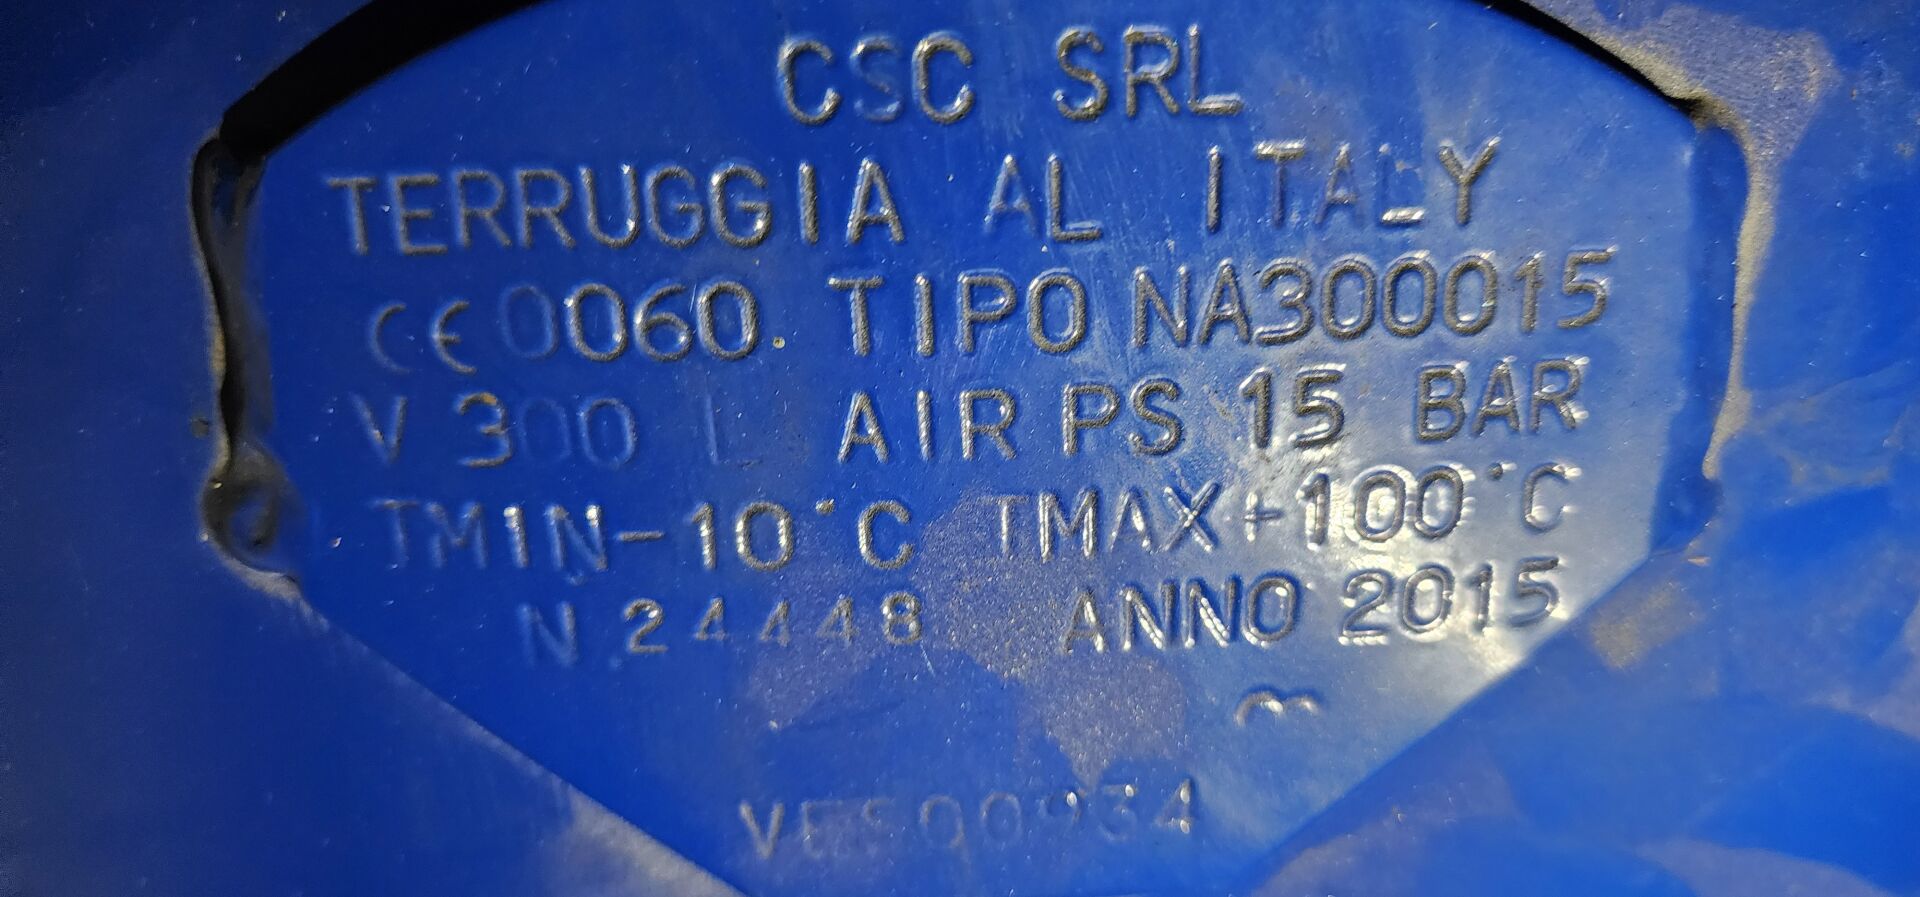 CSC SRL
TERRUGGIA AL ITALY
CE 0060. TIPO NA300015
V 300 L AIR PS 15 BAR
TMIN-10°C TMAX+100°C
N.24448 ANNO 2015